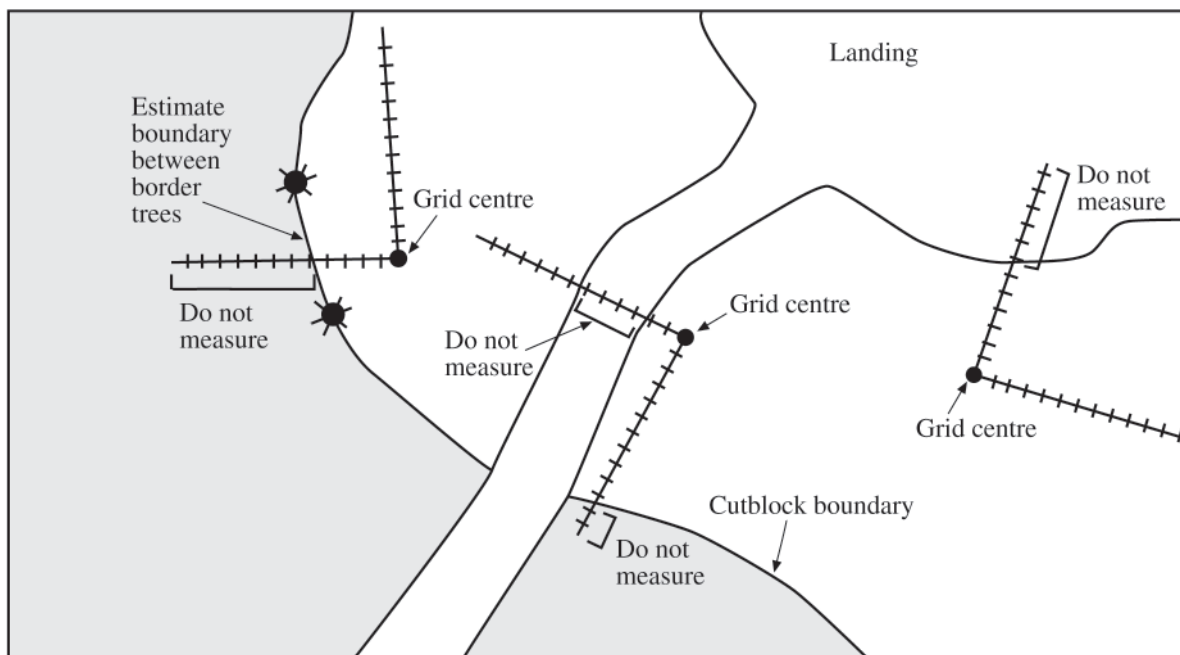 Landing
Estimate
boundary
between
border
trees
Grid centre
Do not
measure
Do not
measure
Grid centre
Do not
measure
Grid centre
Cutblock boundary
Do not
measure